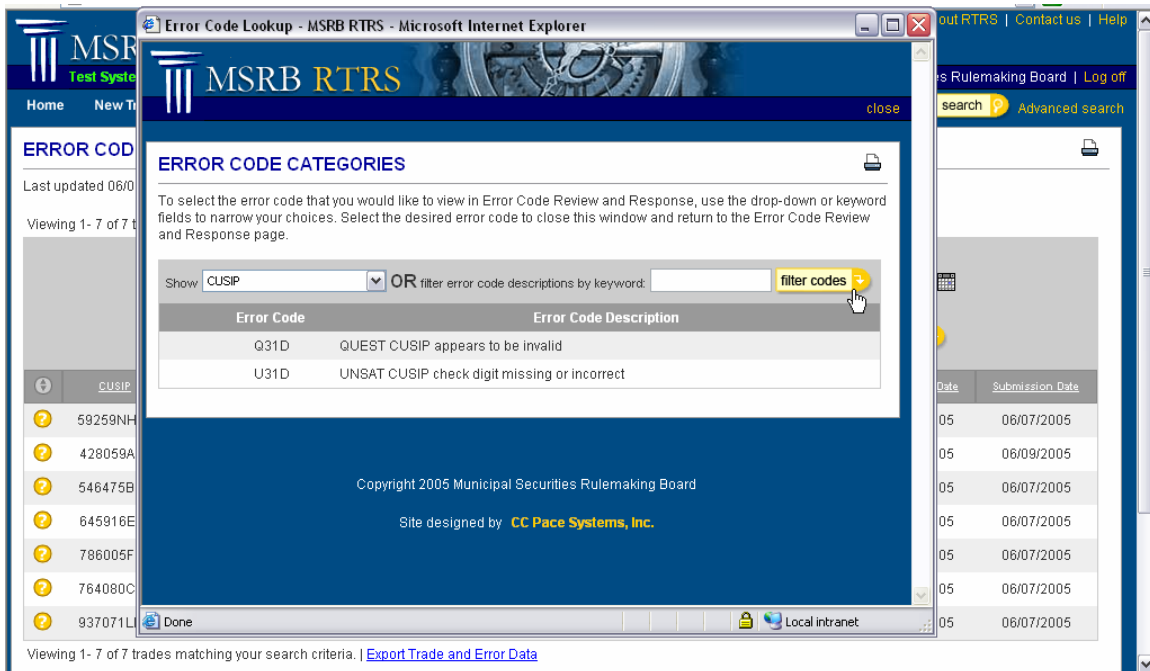 Error Code Lookup - MSRB RTRS - Microsoft Internet Explorer
out RTRS | Contact us | Help
MSRB RTRS
close
Test Syste
s Rulemaking Board | Log off
Home New Tr
search Advanced search
ERROR COD
Last updated 06/0
Viewing 1- 7 of 7 t
ERROR CODE CATEGORIES
To select the error code that you would like to view in Error Code Review and Response, use the drop-down or keyword
fields to narrow your choices. Select the desired error code to close this window and return to the Error Code Review
and Response page.
Show CUSIP OR filter error code descriptions by keyword: filter codes
Error Code Error Code Description
Q31D QUEST CUSIP appears to be invalid
U31D UNSAT CUSIP check digit missing or incorrect
CUSIP Date Submission Date
59259NH 05 06/07/2005
428059A 05 06/09/2005
546475B 05 06/07/2005
645916E 05 06/07/2005
786005F 05 06/07/2005
764080C 05 06/07/2005
937071L 05 06/07/2005
Copyright 2005 Municipal Securities Rulemaking Board
Site designed by CC Pace Systems, Inc.
Done Local intranet
Viewing 1- 7 of 7 trades matching your search criteria. | Export Trade and Error Data